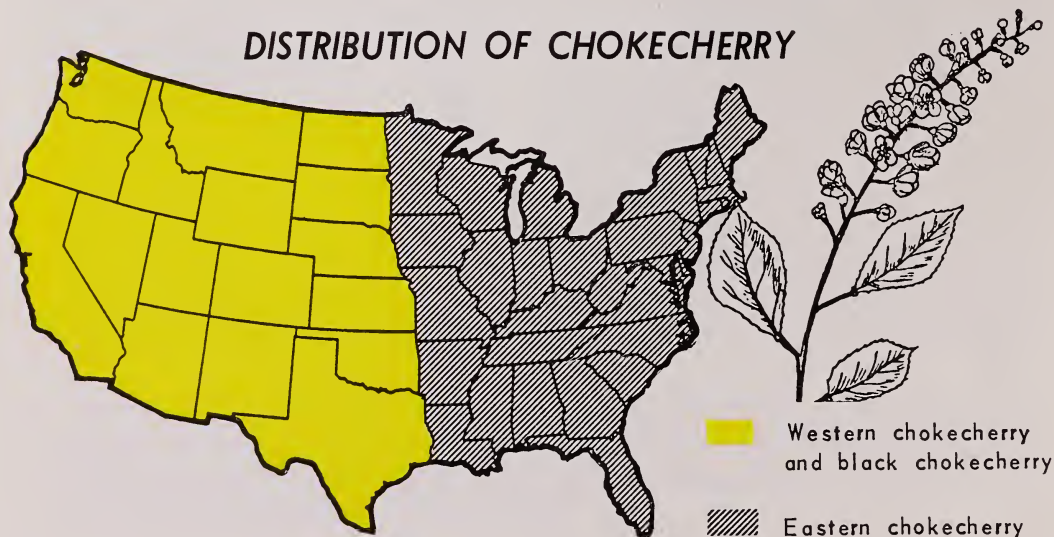 DISTRIBUTION OF CHOKECHERRY
Western chokecherry
and black chokecherry
Eastern chokecherry